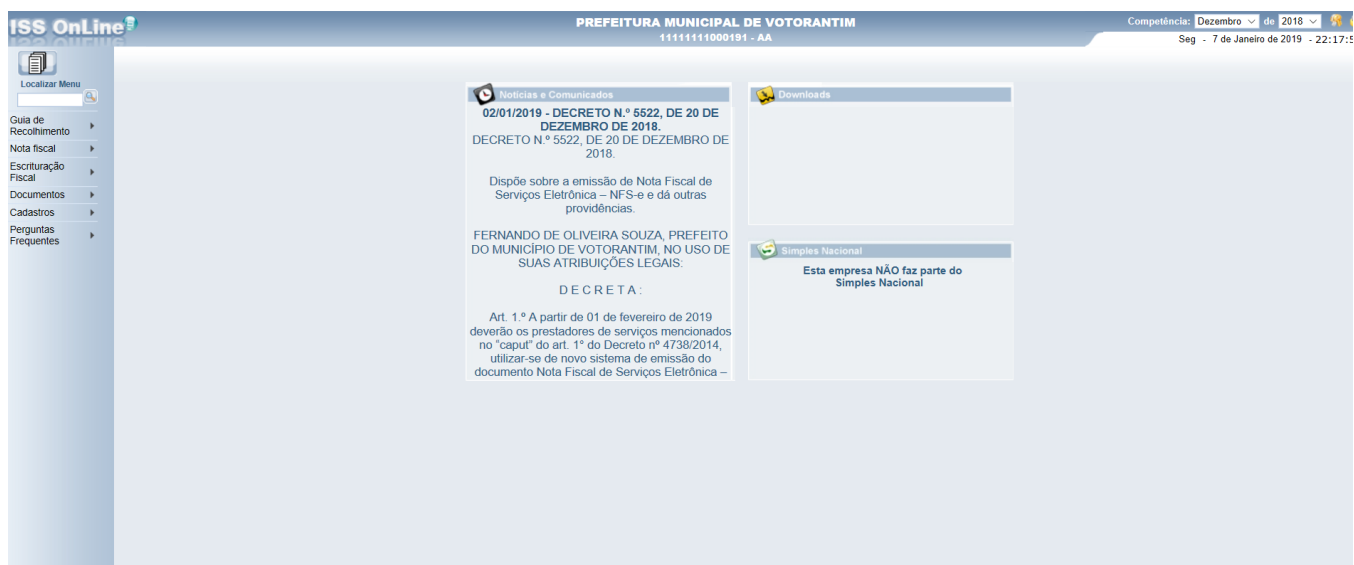 ISS OnLine
PREFEITURA MUNICIPAL DE VOTORANTIM
11111111000191 - AA
Competência: Dezembro de 2018
Seg - 7 de Janeiro de 2019 - 22:17:5
Localizar Menu
Guia de
Recolhimento
Nota fiscal
Escrituração
Fiscal
Documentos
Cadastros
Perguntas
Frequentes
Notícias e Comunicados
02/01/2019 - DECRETO N.º 5522, DE 20 DE
DEZEMBRO DE 2018.
DECRETO N.º 5522, DE 20 DE DEZEMBRO DE
2018.
Dispõe sobre a emissão de Nota Fiscal de
Serviços Eletrônica – NFS-e e dá outras
providências.
FERNANDO DE OLIVEIRA SOUZA, PREFEITO
DO MUNICÍPIO DE VOTORANTIM, NO USO DE
SUAS ATRIBUIÇÕES LEGAIS:
D E C R E T A :
Art. 1.º A partir de 01 de fevereiro de 2019
deverão os prestadores de serviços mencionados
no “caput” do art. 1° do Decreto nº 4738/2014,
utilizar-se de novo sistema de emissão do
documento Nota Fiscal de Serviços Eletrônica –
Downloads
Simples Nacional
Esta empresa NÃO faz parte do
Simples Nacional